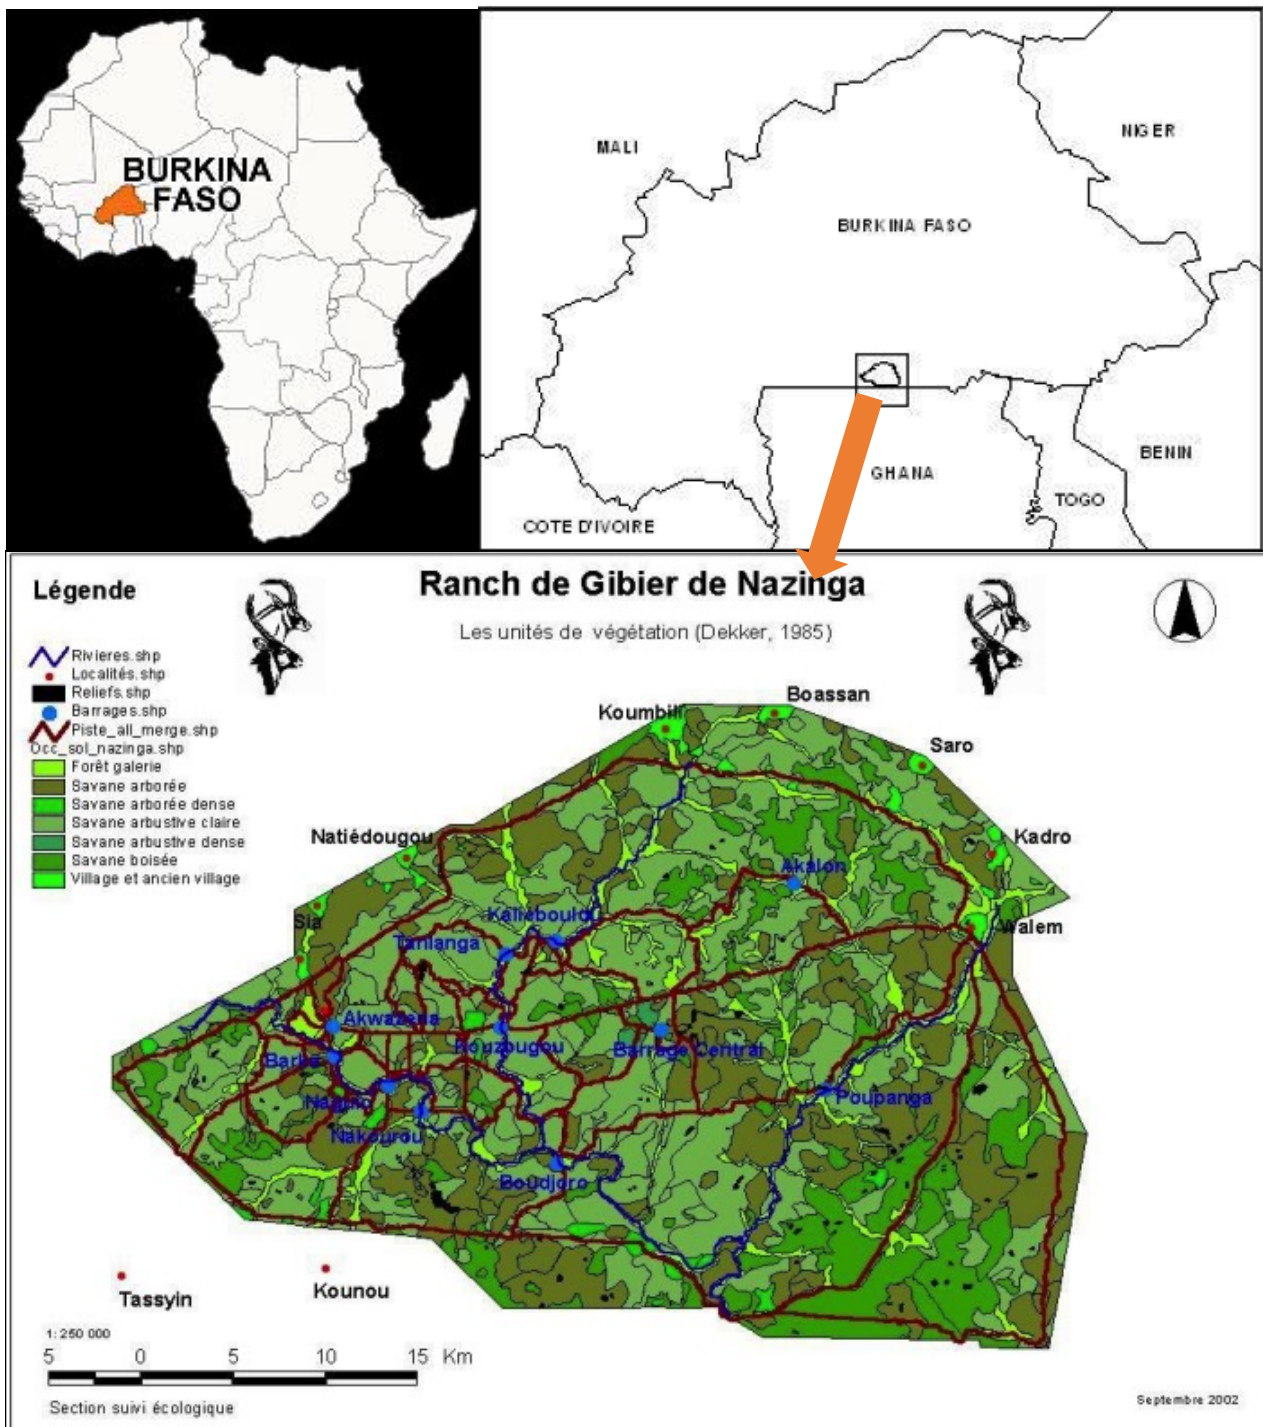 BURKINA
FASO
MALI
NIGER
BURKINA FASO
GHANA
BENIN
TOGO
COTE D'IVOIRE
Légende
Ranch de Gibier de Nazinga
Les unités de végétation (Dekker, 1985)
Rivieres.shp
Localités.shp
Reliefs.shp
Barrages.shp
Piste_all_merge.shp
Occ_sol_nazinga.shp
Forêt galerie
Savane arborée
Savane arborée dense
Savane arbustive claire
Savane arbustive dense
Savane boisée
Village et ancien village
Boassan
Koumbili
Saro
Natiédougou
Kadro
Akalon
Sia
Kaliéboulou
Walem
Tanlanga
Akwazena
Kouzougou
Barrage Central
Barka
Poupanga
Nakourou
Boudjoro
Tassyin
Kounou
1: 250 000
5 0 5 10 15 Km
Section suivi écologique
Septembre 2002